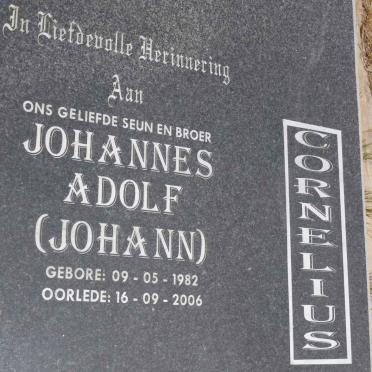 In Liefdevolle Herinnering
Aan
ONS GELIEFDE SEUN EN BROER
JOHANNES
ADOLF
(JOHANN)
GEBORE: 09 - 05 - 1982
OORLEDE: 16 - 09 - 2006
CORNELIUS